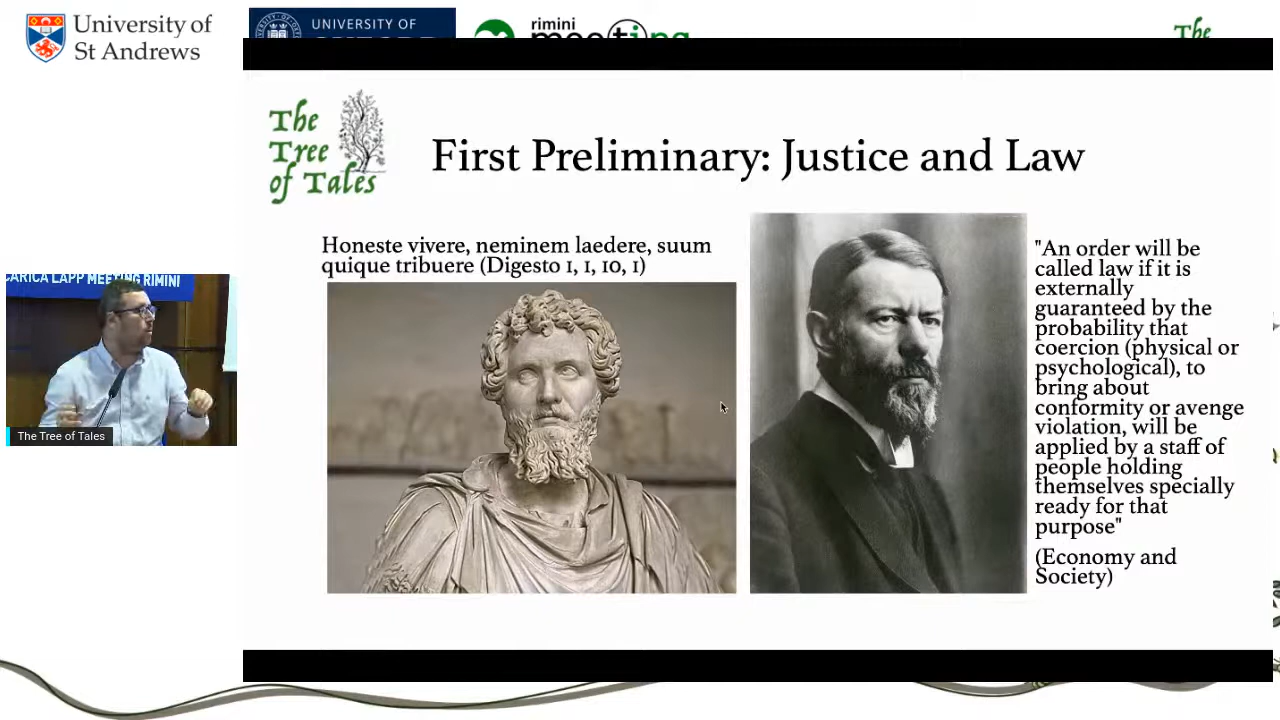 University of
St Andrews
UNIVERSITY OF
rimini
meeting
The
The
Tree
of Tales
First Preliminary: Justice and Law
Honeste vivere, neminem laedere, suum
quique tribuere (Digesto 1, 1, 10, 1)
"An order will be
called law if it is
externally
guaranteed by the
probability that
coercion (physical or
psychological), to
bring about
conformity or avenge
violation, will be
applied by a staff of
people holding
themselves specially
ready for that
purpose"
(Economy and
Society)
CARICA LAPP MEETING RIMINI
The Tree of Tales